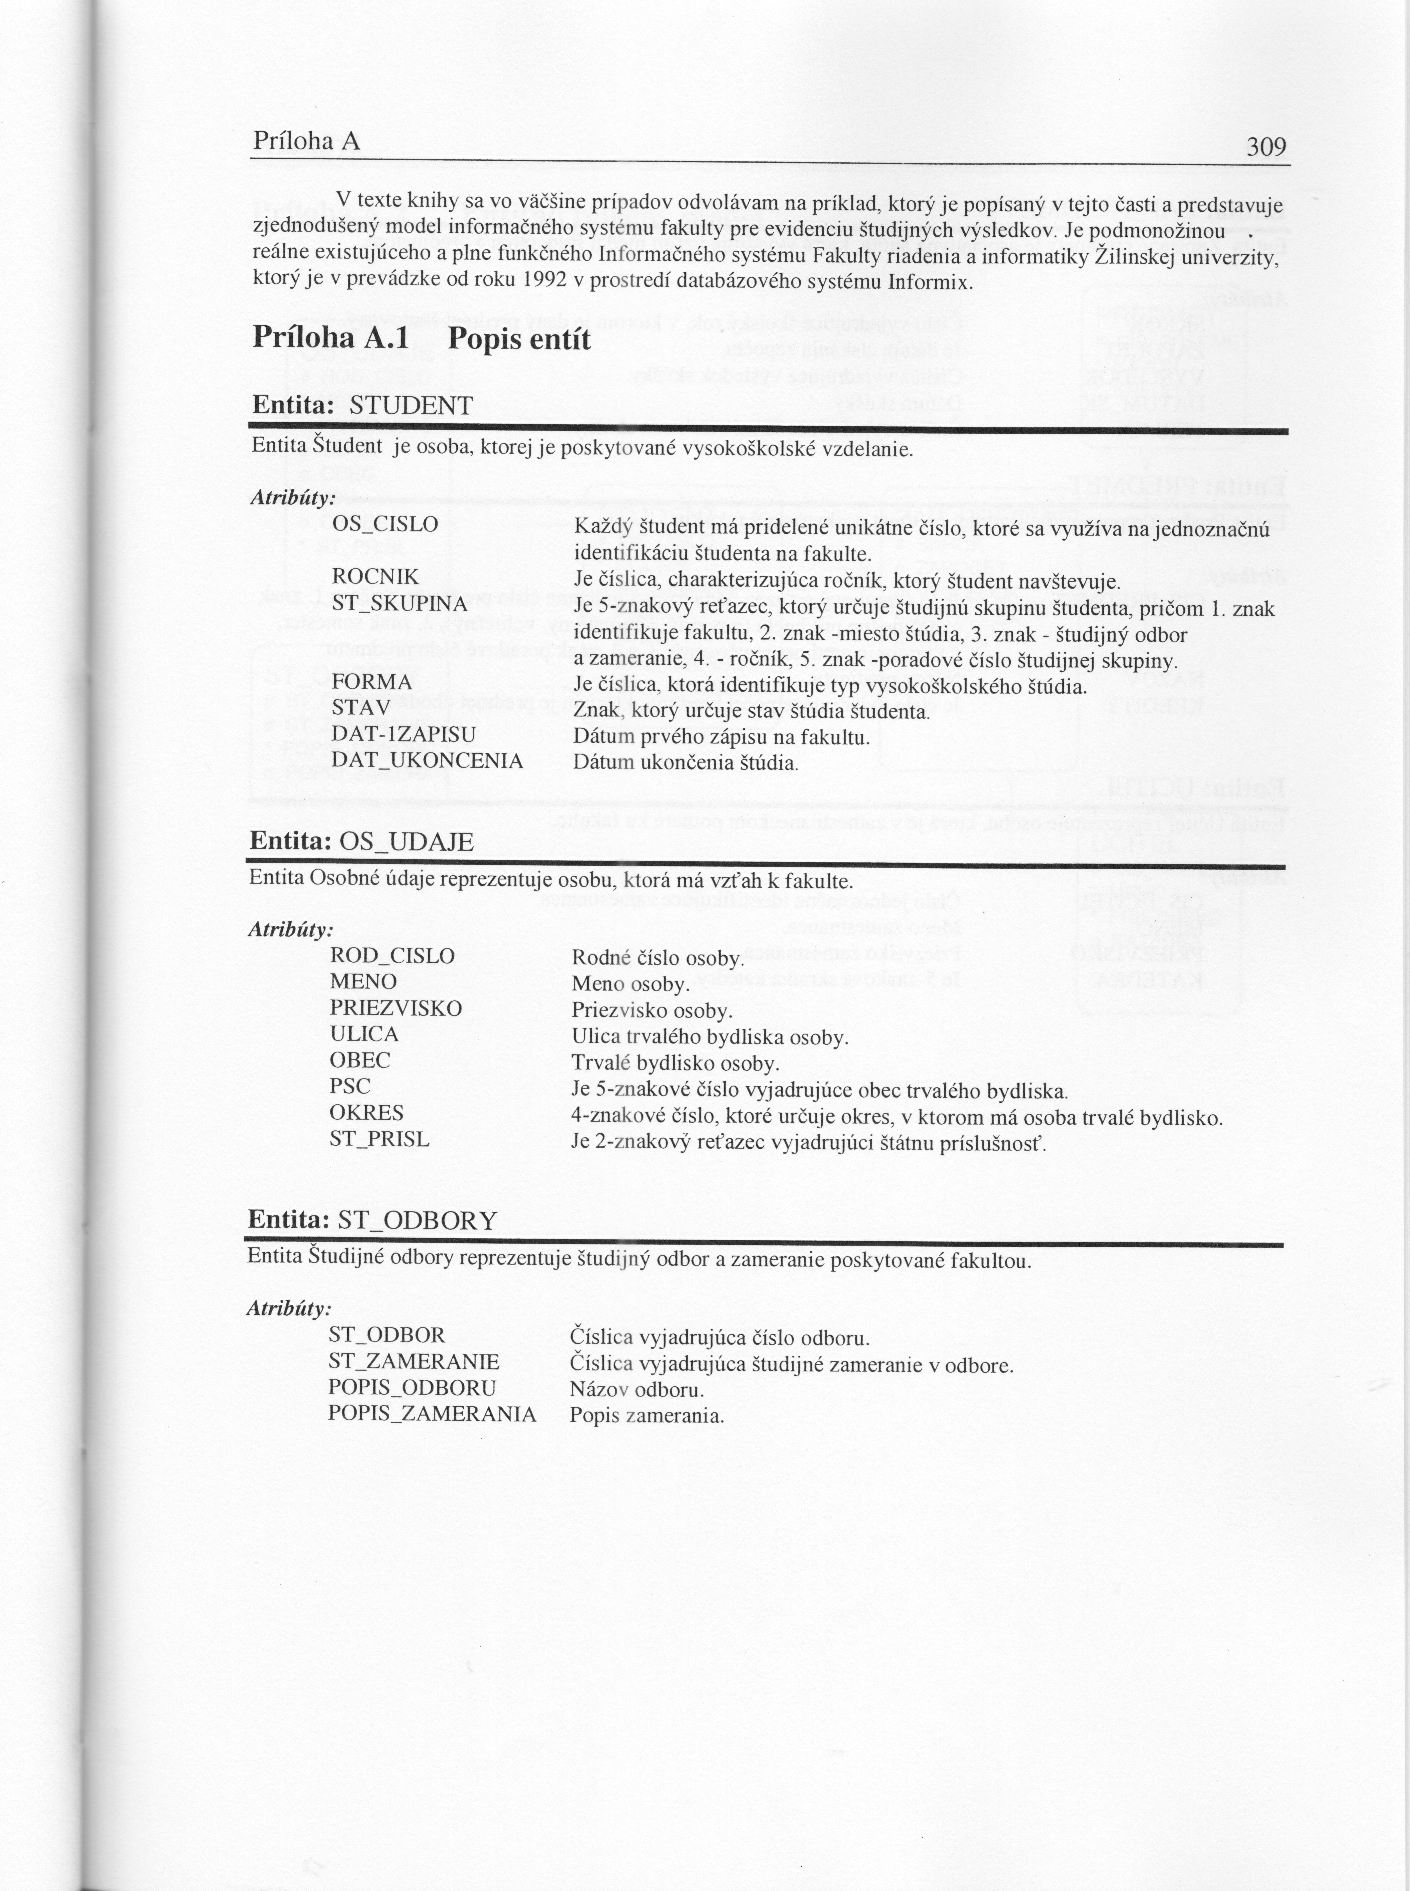 Príloha A 309
V texte knihy sa vo väčšine prípadov odvolávam na príklad, ktorý je popísaný v tejto časti a predstavuje
zjednodušený model informačného systému fakulty pre evidenciu študijných výsledkov. Je podmonožinou .
reálne existujúceho a plne funkčného Informačného systému Fakulty riadenia a informatiky Žilinskej univerzity,
ktorý je v prevádzke od roku 1992 v prostredí databázového systému Informix.
Príloha A.1 Popis entít
Entita: STUDENT
Entita Študent je osoba, ktorej je poskytované vysokoškolské vzdelanie.
Atribúty:
OS_CISLO Každý študent má pridelené unikátne číslo, ktoré sa využíva na jednoznačnú
identifikáciu študenta na fakulte.
ROCNIK Je číslica, charakterizujúca ročník, ktorý študent navštevuje.
ST_SKUPINA Je 5-znakový reťazec, ktorý určuje študijnú skupinu študenta, pričom 1. znak
identifikuje fakultu, 2. znak -miesto štúdia, 3. znak - študijný odbor
a zameranie, 4. - ročník, 5. znak -poradové číslo študijnej skupiny.
FORMA Je číslica, ktorá identifikuje typ vysokoškolského štúdia.
STAV Znak, ktorý určuje stav štúdia študenta.
DAT-1ZAPISU Dátum prvého zápisu na fakultu.
DAT_UKONCENIA Dátum ukončenia štúdia.
Entita: OS_UDAJE
Entita Osobné údaje reprezentuje osobu, ktorá má vzťah k fakulte.
Atribúty:
ROD_CISLO Rodné číslo osoby.
MENO Meno osoby.
PRIEZVISKO Priezvisko osoby.
ULICA Ulica trvalého bydliska osoby.
OBEC Trvalé bydlisko osoby.
PSC Je 5-znakové číslo vyjadrujúce obec trvalého bydliska.
OKRES 4-znakové číslo, ktoré určuje okres, v ktorom má osoba trvalé bydlisko.
ST_PRISL Je 2-znakový reťazec vyjadrujúci štátnu príslušnosť.
Entita: ST_ODBORY
Entita Študijné odbory reprezentuje študijný odbor a zameranie poskytované fakultou.
Atribúty:
ST_ODBOR Číslica vyjadrujúca číslo odboru.
ST_ZAMERANIE Číslica vyjadrujúca študijné zameranie v odbore.
POPIS_ODBORU Názov odboru.
POPIS_ZAMERANIA Popis zamerania.